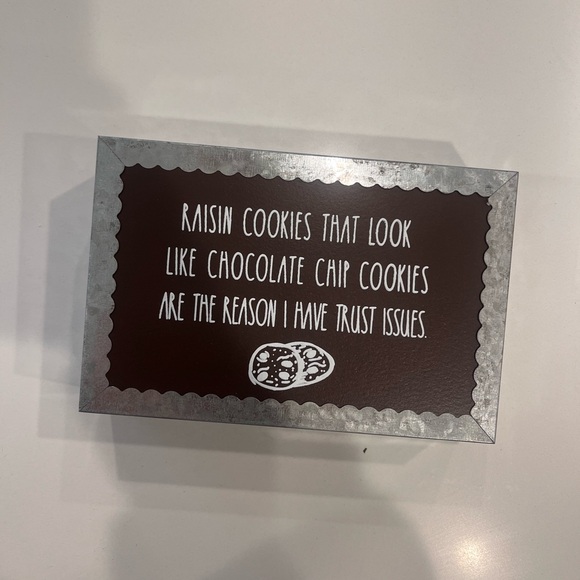 RAISIN COOKIES THAT LOOK
LIKE CHOCOLATE CHIP COOKIES
ARE THE REASON I HAVE TRUST ISSUES.